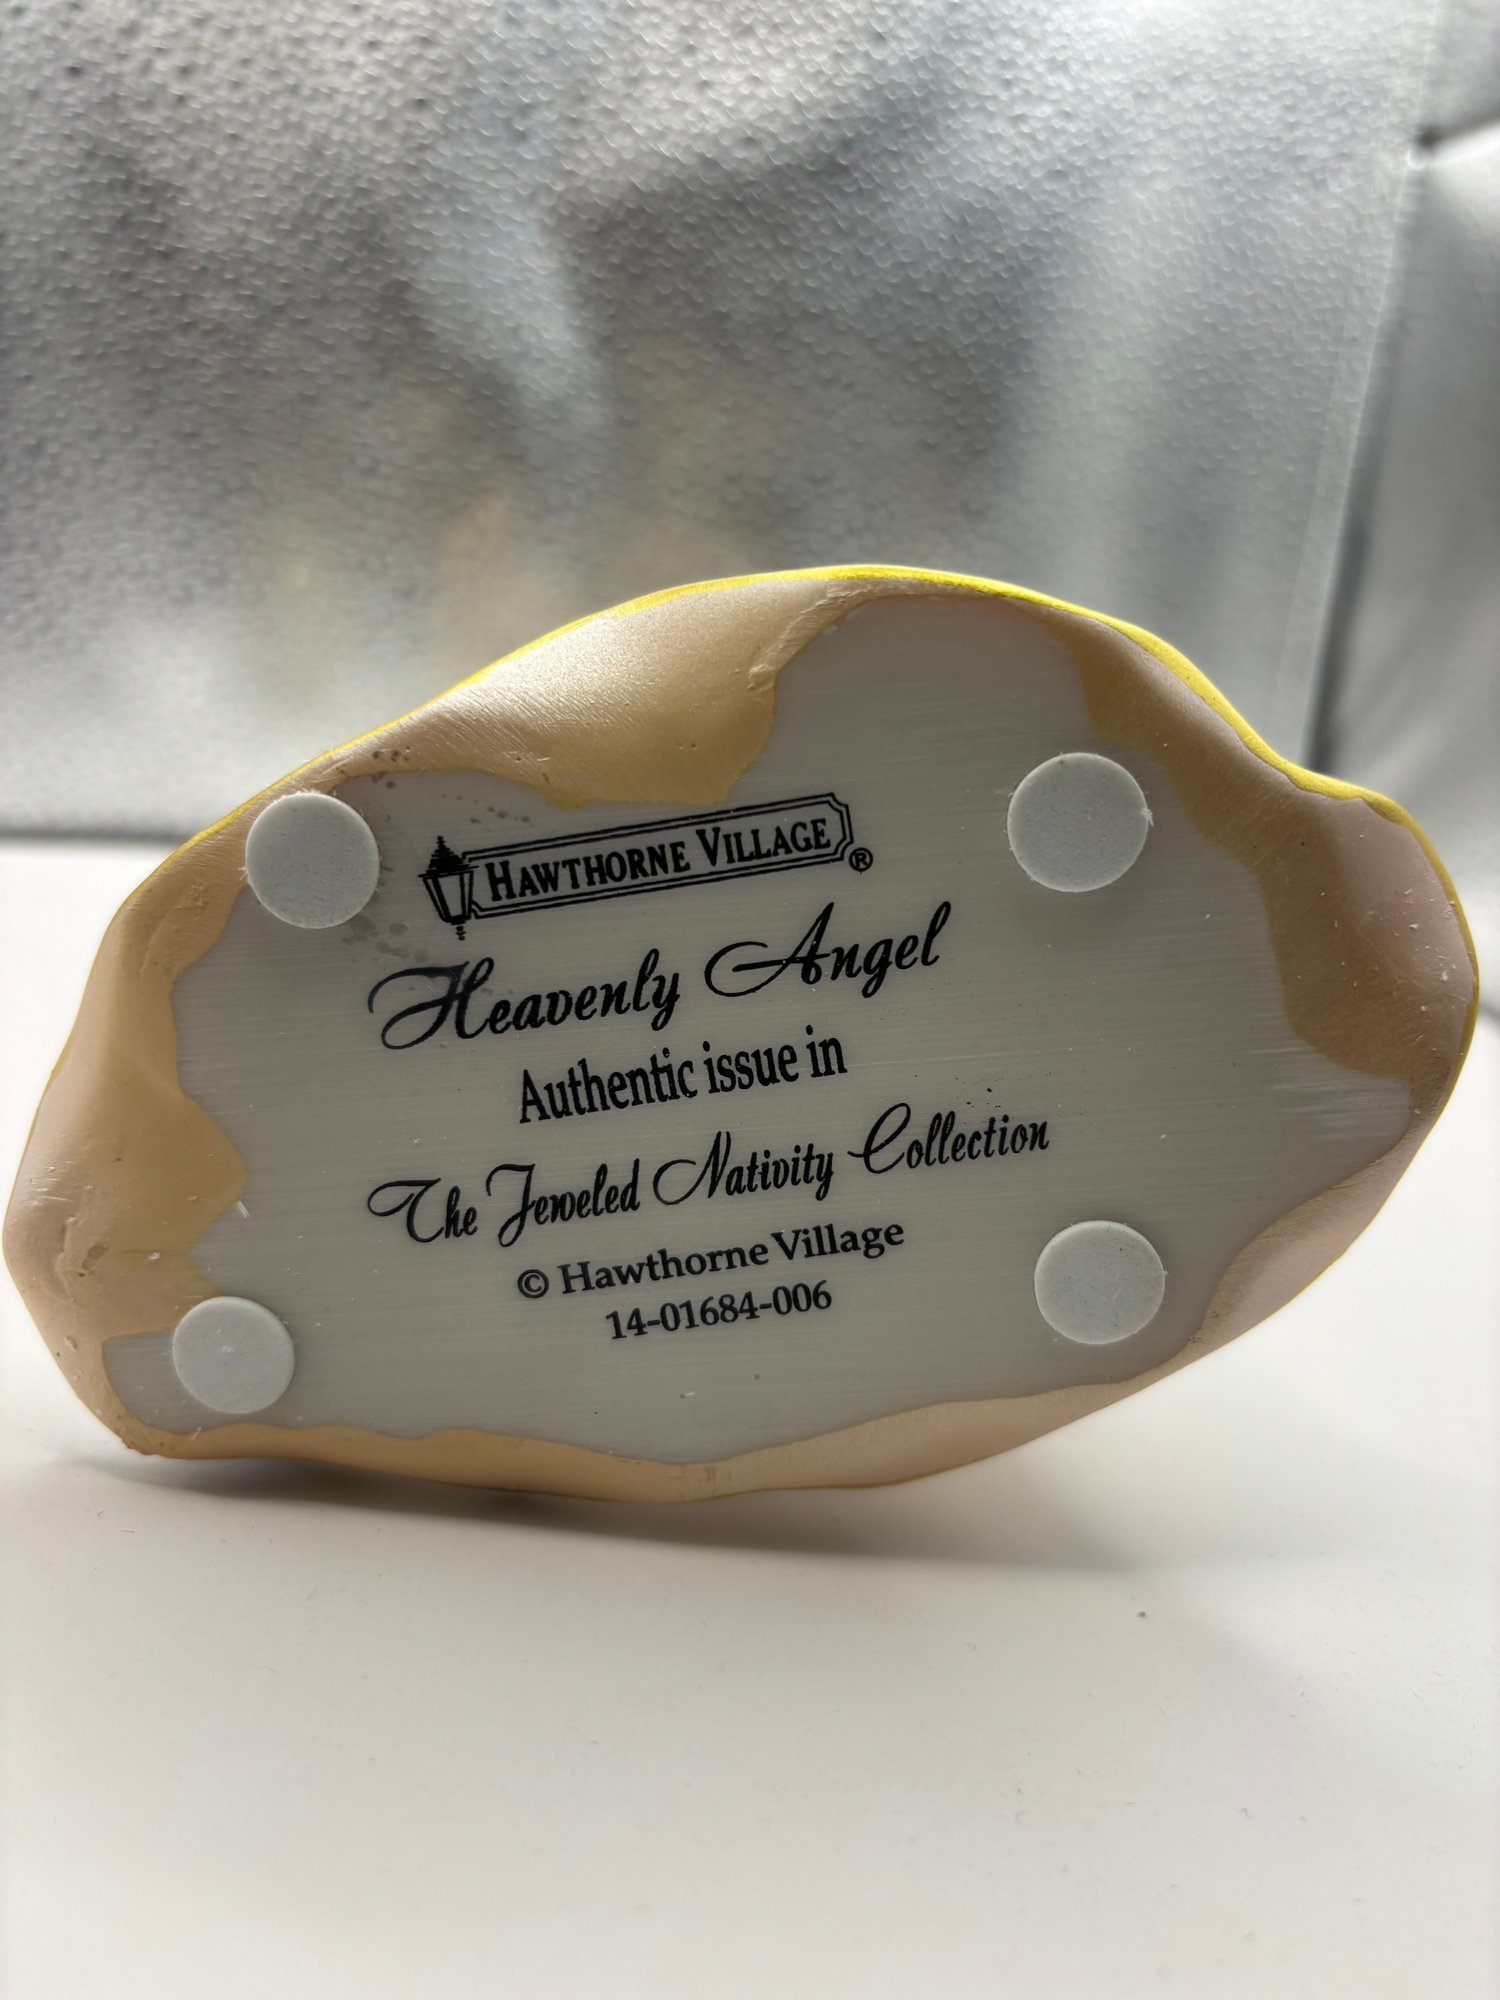 HAWTHORNE VILLAGE ®
Heavenly Angel
Authentic issue in
The Jeweled Nativity Collection
© Hawthorne Village
14-01684-006